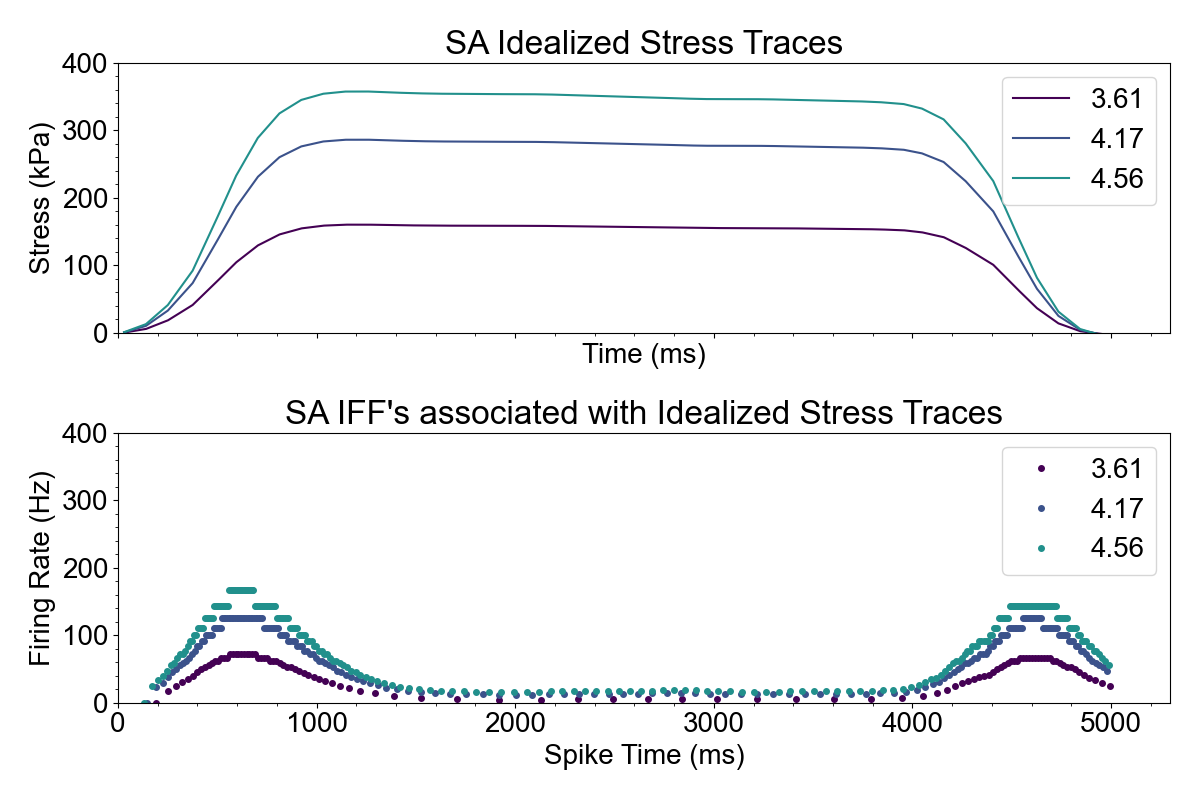 SA Idealized Stress Traces
400
300
200
100
0
Stress (kPa)
3.61
4.17
4.56
Time (ms)
SA IFF's associated with Idealized Stress Traces
400
300
200
100
0
Firing Rate (Hz)
3.61
4.17
4.56
0 1000 2000 3000 4000 5000
Spike Time (ms)